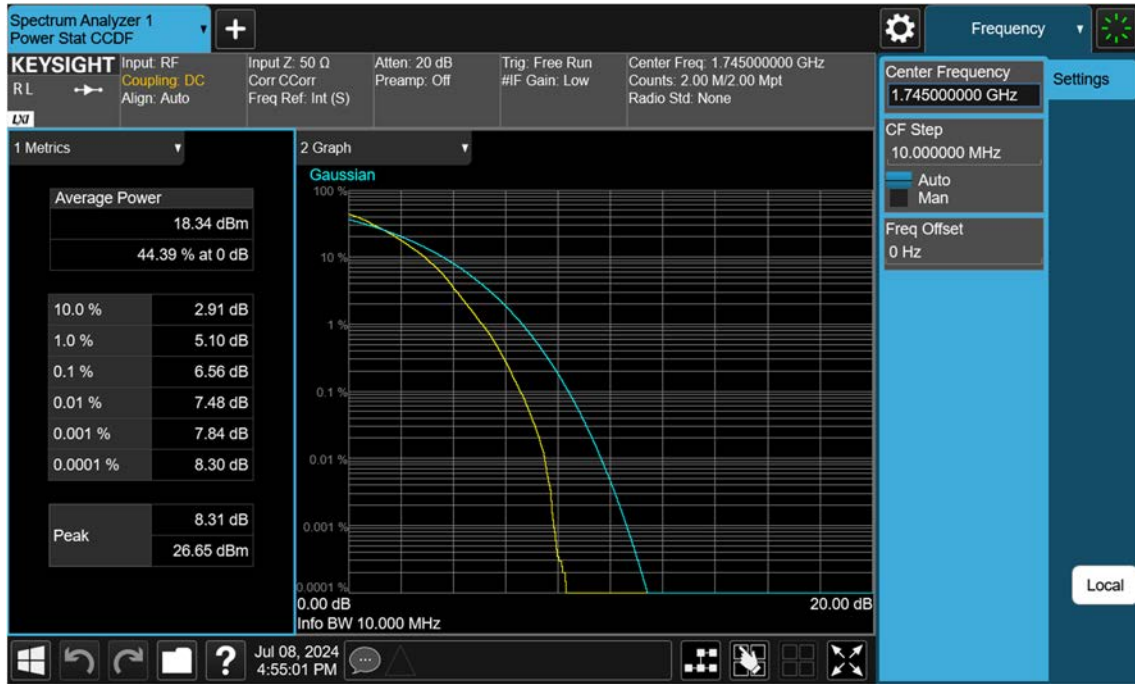 Spectrum Analyzer 1
Power Stat CCDF
Frequency
KEYSIGHT
RL
LXI
Input: RF
Coupling: DC
Align: Auto
Input Z: 50 Ω
Corr CCorr
Freq Ref: Int (S)
Atten: 20 dB
Preamp: Off
Trig: Free Run
#IF Gain: Low
Center Freq: 1.745000000 GHz
Counts: 2.00 M/2.00 Mpt
Radio Std: None
Center Frequency
1.745000000 GHz
Settings
CF Step
10.000000 MHz
Auto
Man
Freq Offset
0 Hz
Local
1 Metrics
Average Power
18.34 dBm
44.39 % at 0 dB
10.0 % 2.91 dB
1.0 % 5.10 dB
0.1 % 6.56 dB
0.01 % 7.48 dB
0.001 % 7.84 dB
0.0001 % 8.30 dB
Peak
8.31 dB
26.65 dBm
2 Graph
Gaussian
100 %
10 %
1 %
0.1 %
0.01 %
0.001 %
0.0001 %
0.00 dB 20.00 dB
Info BW 10.000 MHz
?
Jul 08, 2024
4:55:01 PM